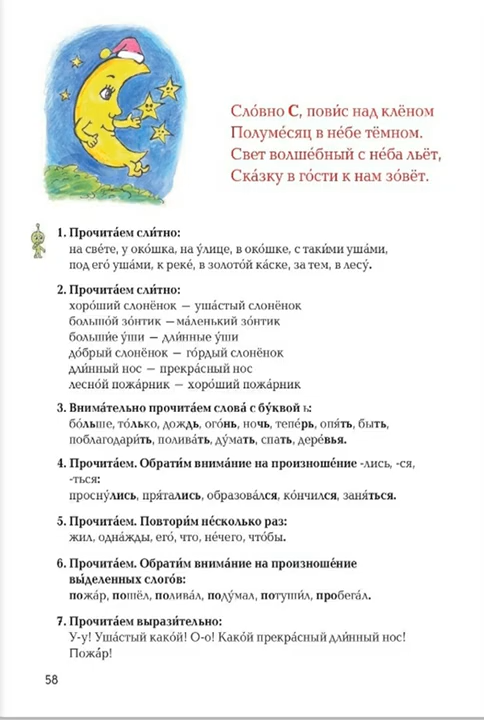 Сло́вно С, пови́с над клёном
Полуме́сяц в не́бе тёмном.
Свет волше́бный с не́ба льёт,
Ска́зку в го́сти к нам зо́вёт.
1. Прочита́ем сли́тно:
на све́те, у око́шка, на у́лице, в око́шке, с таки́ми уша́ми,
под его́ уша́ми, к реке́, в золото́й ка́ске, за тем, в лесу́.
2. Прочита́ем сли́тно:
хоро́ший слонёнок — уша́стый слонёнок
большо́й зо́нтик —ма́ленький зо́нтик
больши́е у́ши — дли́нные у́ши
до́брый слонёнок — го́рдый слонёнок
дли́нный нос — прекра́сный нос
лесно́й пожа́рник — хоро́ший пожа́рник
3. Внима́тельно прочита́ем слова́ с бу́квой ь:
бо́льше, то́лько, дождь, ого́нь, ночь, тепе́рь, опя́ть, быть,
поблагодари́ть, полива́ть, ду́мать, спать, дере́вья.
4. Прочита́ем. Обрати́м внима́ние на произноше́ние -лись, -ся,
-ться:
просну́лись, пря́тались, образова́лся, ко́нчился, заня́ться.
5. Прочита́ем. Повтори́м не́сколько раз:
жил, одна́жды, его́, что, не́чего, что́бы.
6. Прочита́ем. Обрати́м внима́ние на произноше́ние
вы́деленных слого́в:
пожа́р, пошёл, полива́л, поду́мал, потуши́л, пробега́л.
7. Прочита́ем вырази́тельно:
У-у! Уша́стый како́й! О-о! Како́й прекра́сный дли́нный нос!
Пожа́р!
58